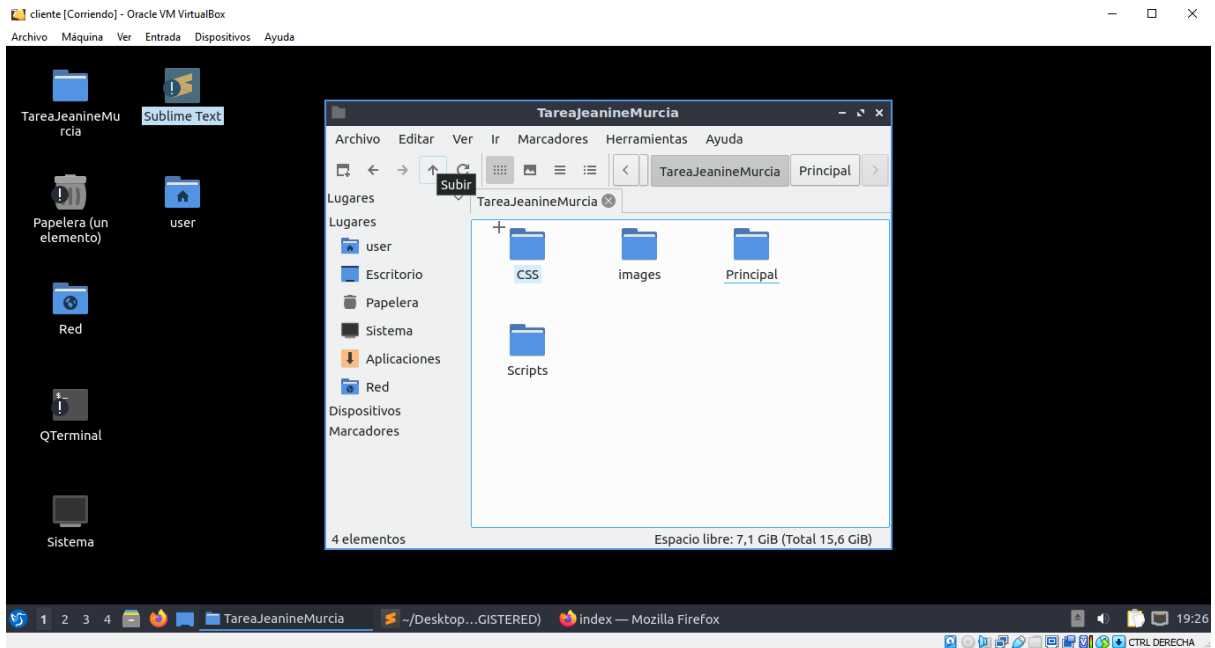 cliente [Corriendo] - Oracle VM VirtualBox
Archivo Máquina Ver Entrada Dispositivos Ayuda
TareaJeanineMu
rcia
Sublime Text
Papelera (un
elemento)
user
Red
QTerminal
Sistema
TareaJeanineMurcia
Archivo Editar Ver Ir Marcadores Herramientas Ayuda
TareaJeanineMurcia Principal
Subir
Lugares
TareaJeanineMurcia
Lugares
user
Escritorio
Papelera
Sistema
Aplicaciones
Red
Dispositivos
Marcadores
CSS images Principal
Scripts
4 elementos
Espacio libre: 7,1 GiB (Total 15,6 GiB)
1 2 3 4 TareaJeanineMurcia ~/Desktop...GISTERED) index — Mozilla Firefox 19:26
CTRL DERECHA